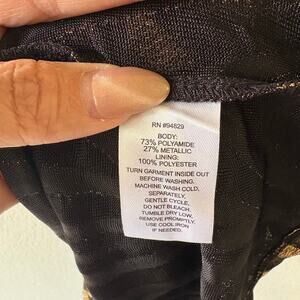 RN #94829
BODY:
73% POLYAMIDE
27% METALLIC
LINING:
100% POLYESTER
TURN GARMENT INSIDE OUT
BEFORE WASHING.
MACHINE WASH COLD,
SEPARATELY,
GENTLE CYCLE,
DO NOT BLEACH.
TUMBLE DRY LOW,
REMOVE PROMPTLY.
USE COOL IRON
IF NEEDED.